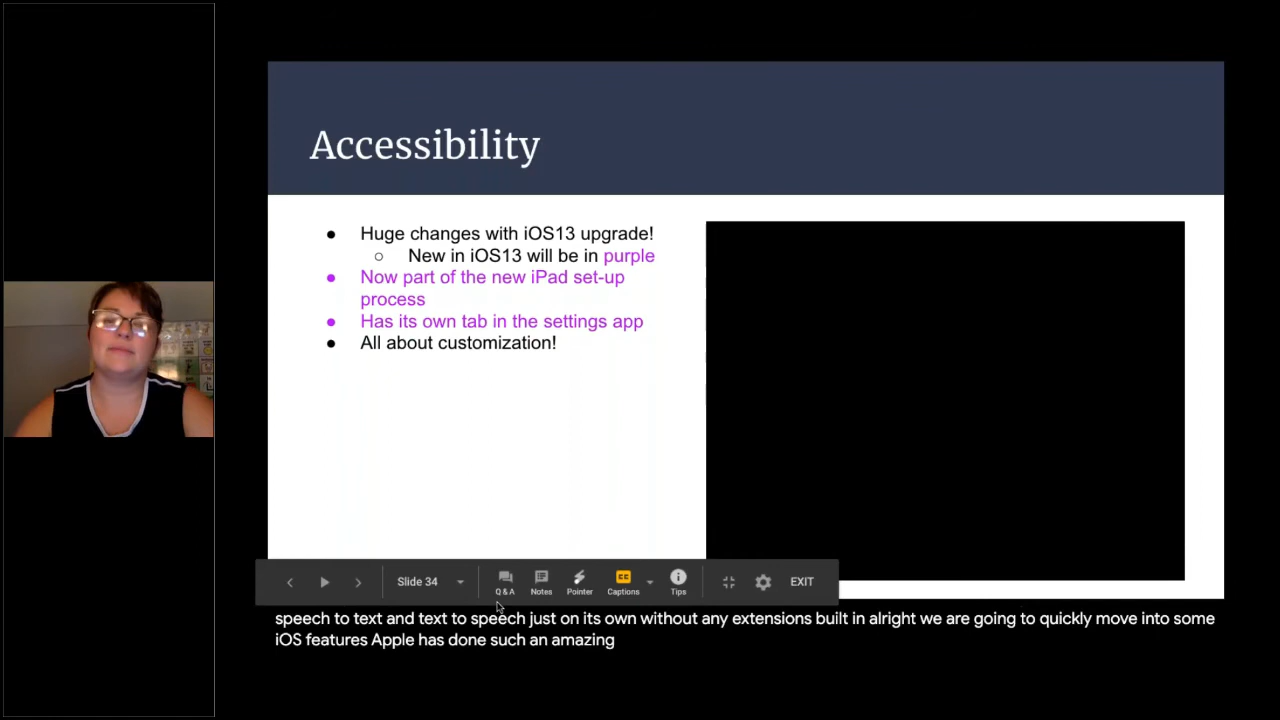 Accessibility
● Huge changes with iOS13 upgrade!
○ New in iOS13 will be in purple
● Now part of the new iPad set-up
process
● Has its own tab in the settings app
● All about customization!
Slide 34
Q & A
Notes
Pointer
CC
Captions
Tips
EXIT
speech to text and text to speech just on its own without any extensions built in alright we are going to quickly move into some
iOS features Apple has done such an amazing